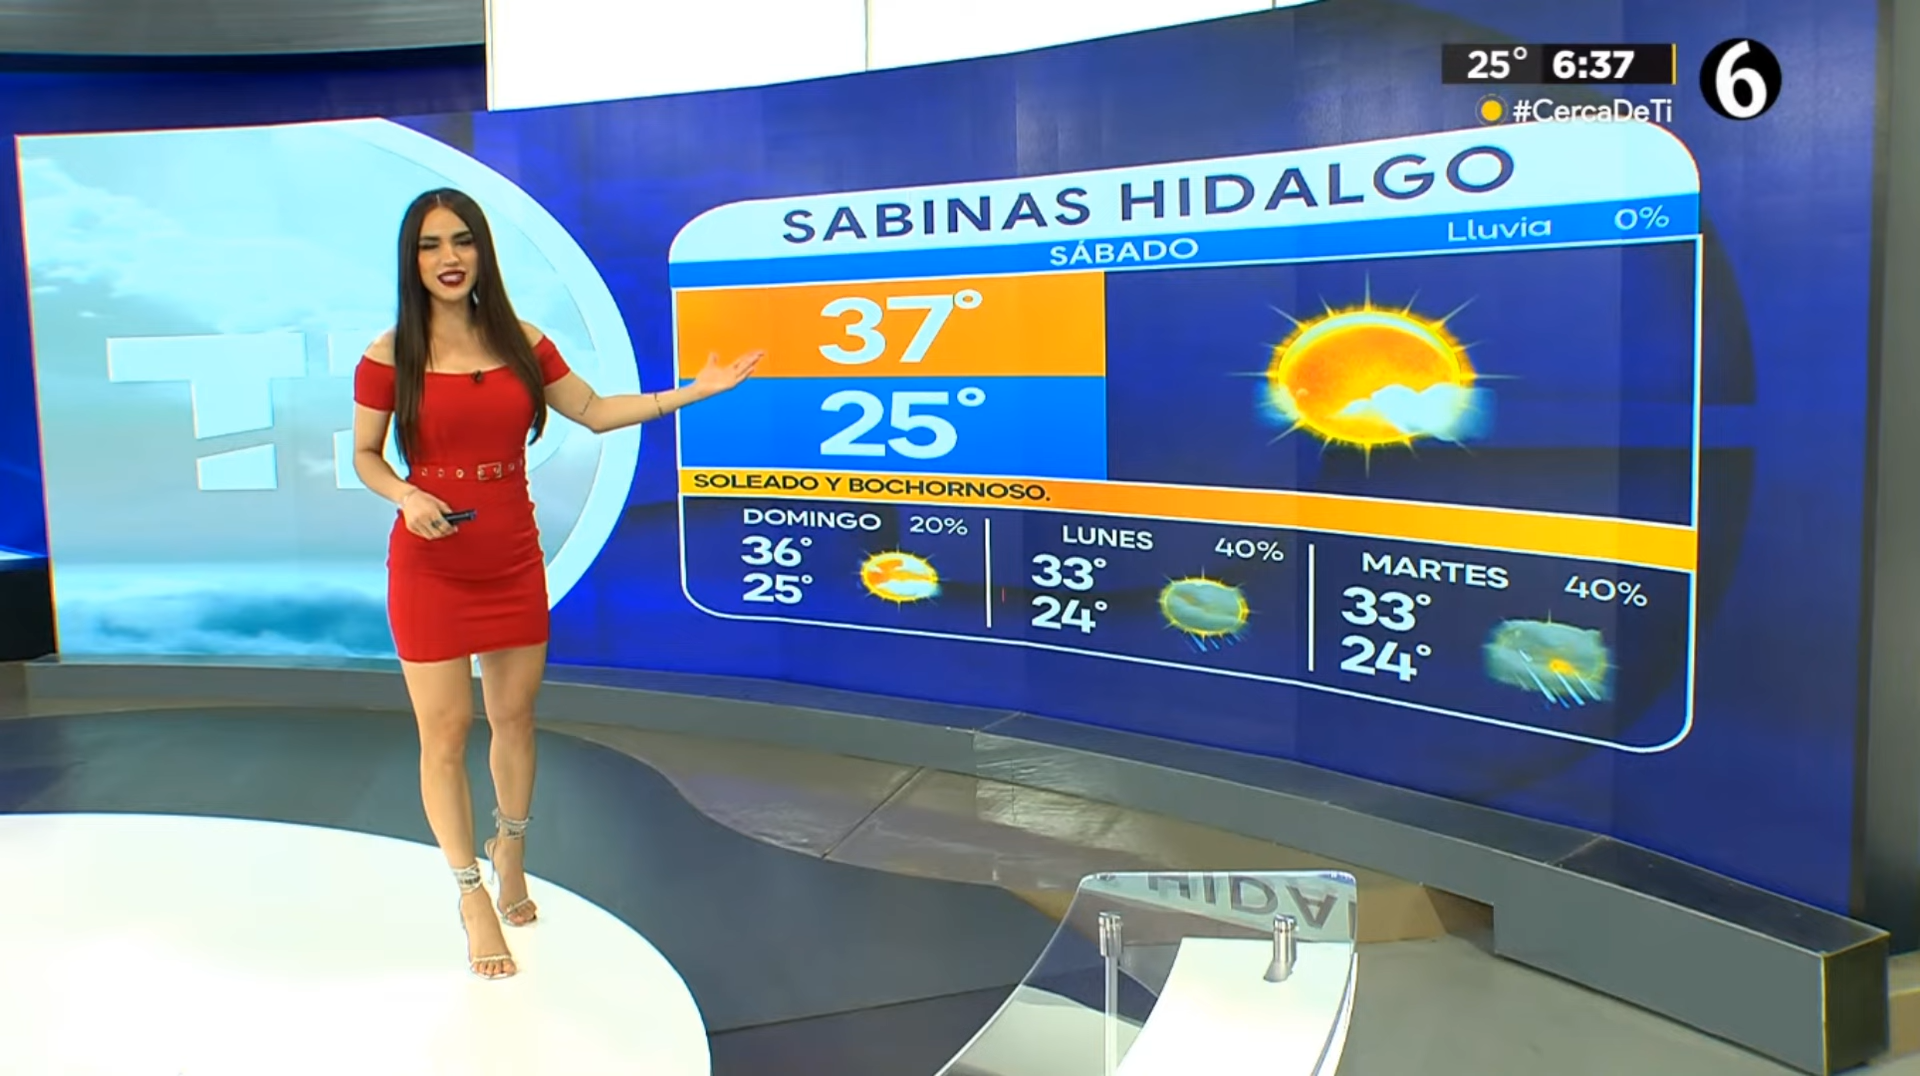 25° 6:37
6
#CercaDeTi
SABINAS HIDALGO
SÁBADO
Lluvia 0%
37°
25°
SOLEADO Y BOCHORNOSO.
DOMINGO 20%
36°
25°
LUNES 40%
33°
24°
MARTES 40%
33°
24°